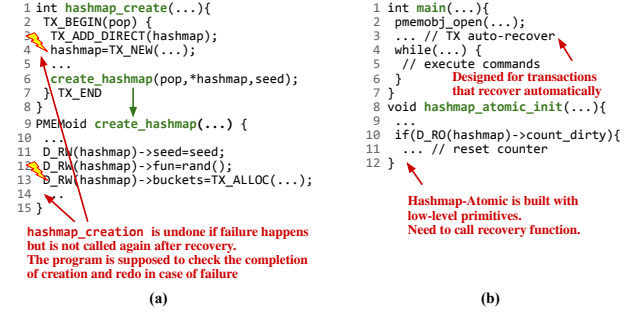 1 int hashmap_create(...){
2 TX_BEGIN(pop) {
3 TX_ADD_DIRECT(hashmap);
4 hashmap=TX_NEW(...);
5 ...
6 create_hashmap(pop,*hashmap,seed);
7 } TX_END
8 }
9 PMEMoid create_hashmap(...) {
10 ...
11 D_RW(hashmap)->seed=seed;
12 D_RW(hashmap)->fun=rand();
13 D_RW(hashmap)->buckets=TX_ALLOC(...);
14 ...
15 }
hashmap_creation is undone if failure happens
but is not called again after recovery.
The program is supposed to check the completion
of creation and redo in case of failure
(a)
1 int main(...){
2 pmemobj_open(...);
3 ... // TX auto-recover
4 while(...) {
5 // execute commands
6 }
7 }
Designed for transactions
that recover automatically
8 void hashmap_atomic_init(...){
9 ...
10 if(D_RO(hashmap)->count_dirty){
11 ... // reset counter
12 }
Hashmap-Atomic is built with
low-level primitives.
Need to call recovery function.
(b)